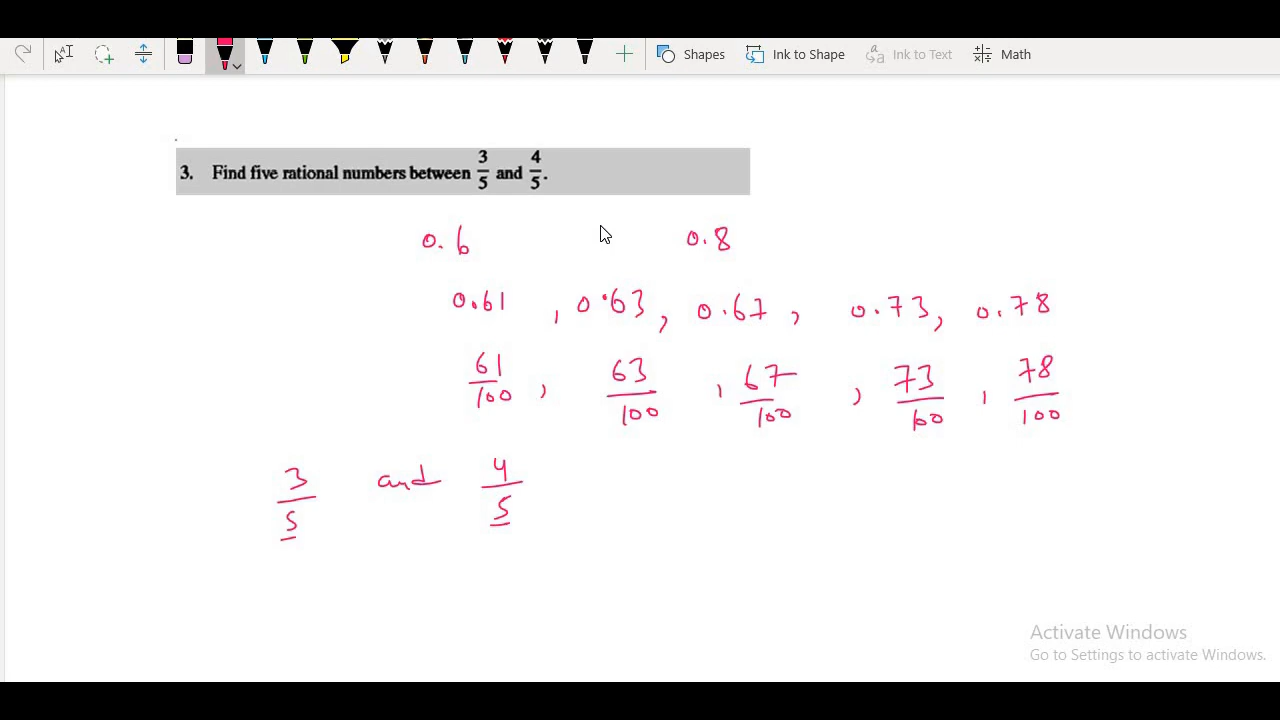 Shapes Ink to Shape Ink to Text Math
3. Find five rational numbers between 3/5 and 4/5.
0.6 0.8
0.61 , 0.63 , 0.67 , 0.73 , 0.78
61/100 , 63/100 , 67/100 , 73/100 , 78/100
3/5 and 4/5
Activate Windows
Go to Settings to activate Windows.